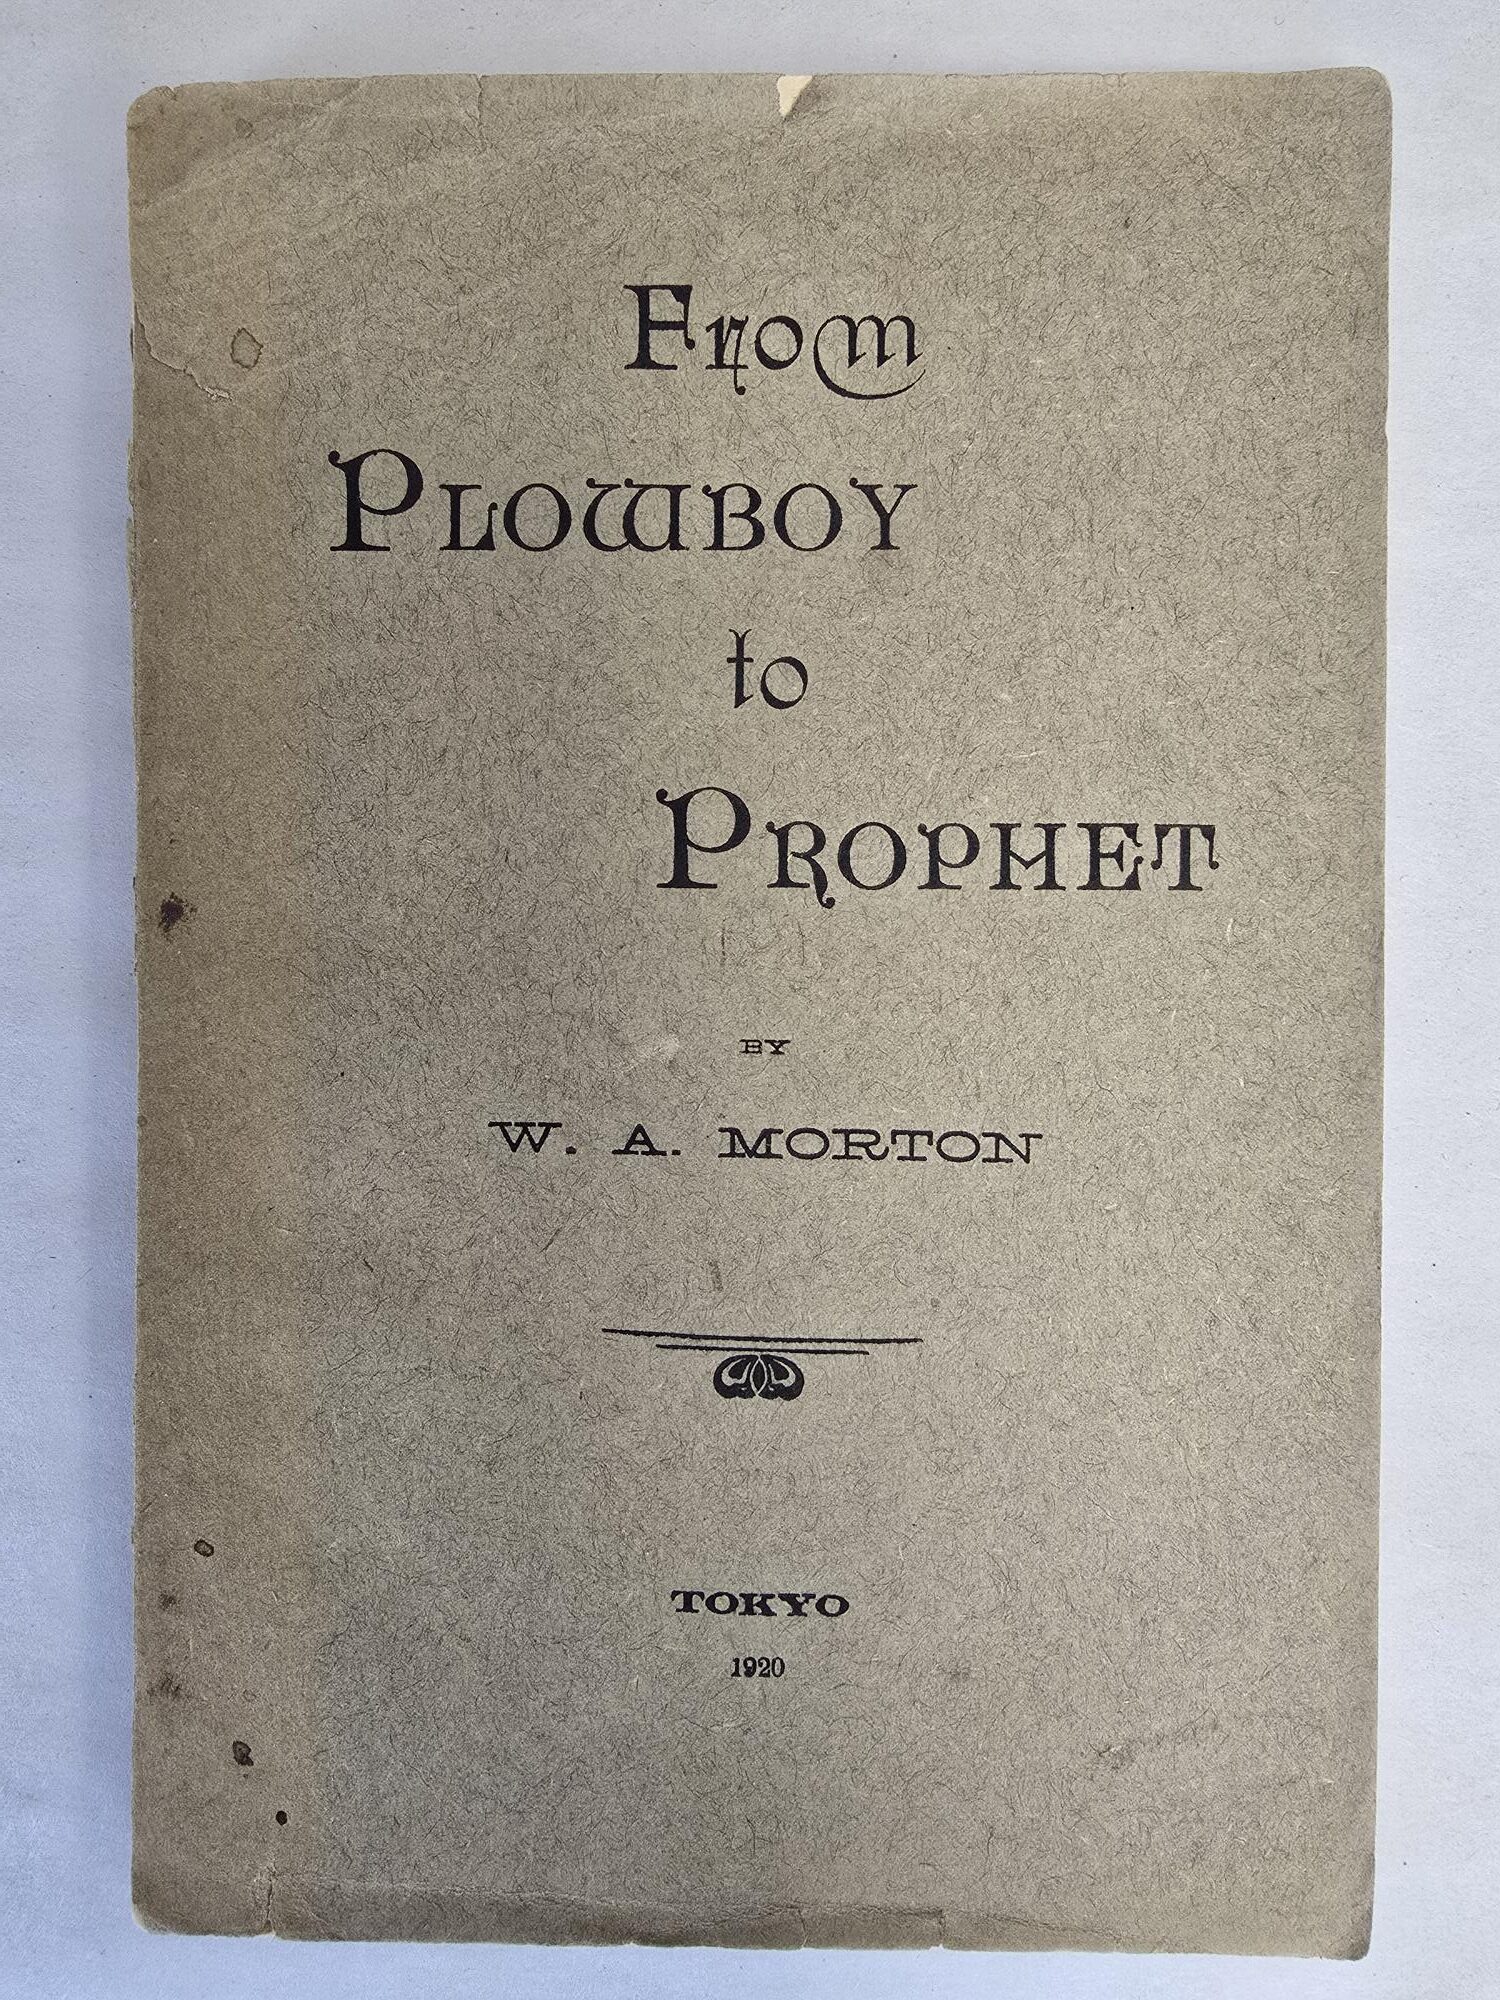 From
PLOWBOY
to
PROPHET
BY
W. A. MORTON
TOKYO
1920